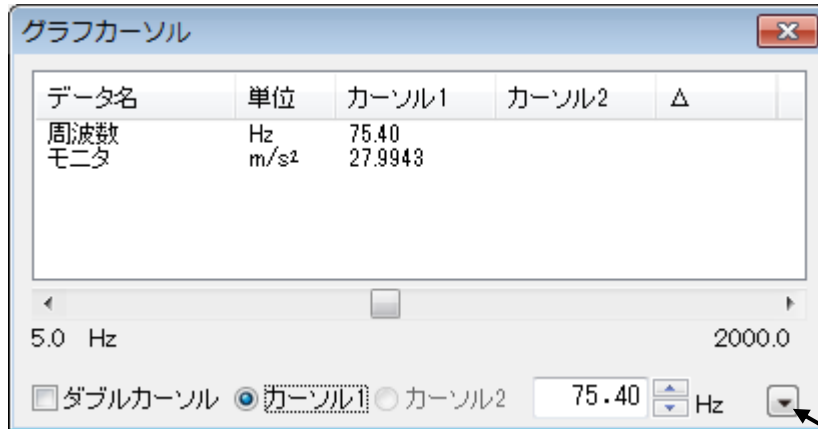 グラフカーソル
データ名 単位 カーソル1 カーソル2 Δ
周波数 Hz 75.40
モニタ m/s² 27.9943
5.0 Hz 2000.0
ダブルカーソル カーソル1 カーソル2 75.40 Hz